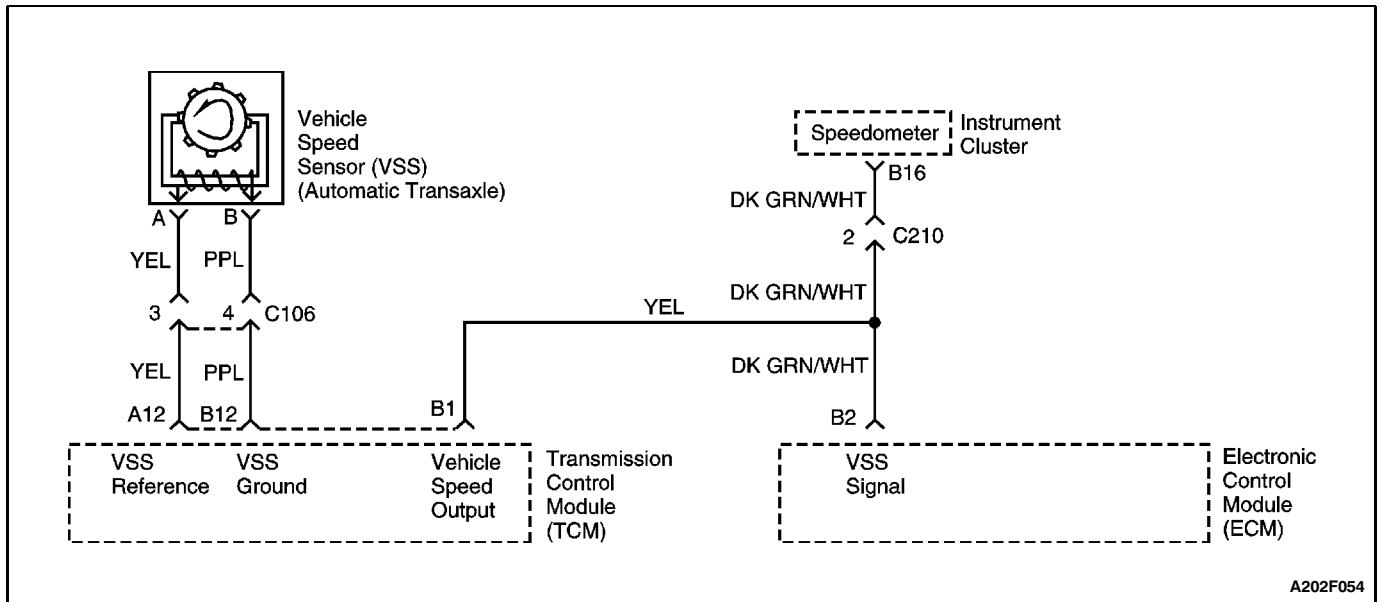 Vehicle
Speed
Sensor (VSS)
(Automatic Transaxle)
A
B
YEL
PPL
3
4
C106
YEL
PPL
A12
B12
B1
YEL
Speedometer
Instrument
Cluster
B16
DK GRN/WHT
2
C210
DK GRN/WHT
DK GRN/WHT
B2
VSS
Reference
VSS
Ground
Vehicle
Speed
Output
Transmission
Control
Module
(TCM)
VSS
Signal
Electronic
Control
Module
(ECM)
A202F054